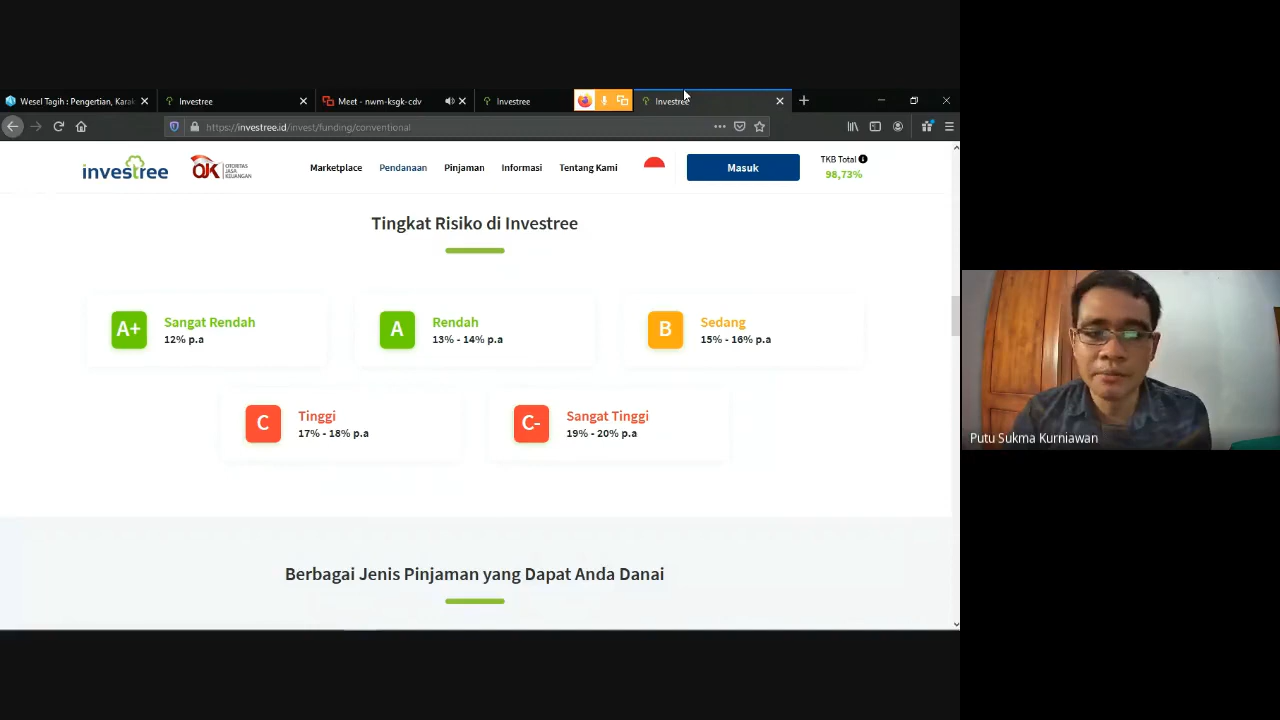 Wesel Tagih : Pengertian, Karak
Investree
Meet - nwm-ksgk-cdv
Investree
Investree
https://investree.id/invest/funding/conventional
investree
OJK OTORITAS JASA KEUANGAN
Marketplace
Pendanaan
Pinjaman
Informasi
Tentang Kami
Masuk
TKB Total
98,73%
Tingkat Risiko di Investree
A+
Sangat Rendah
12% p.a
A
Rendah
13% - 14% p.a
B
Sedang
15% - 16% p.a
C
Tinggi
17% - 18% p.a
C-
Sangat Tinggi
19% - 20% p.a
Berbagai Jenis Pinjaman yang Dapat Anda Danai
Putu Sukma Kurniawan